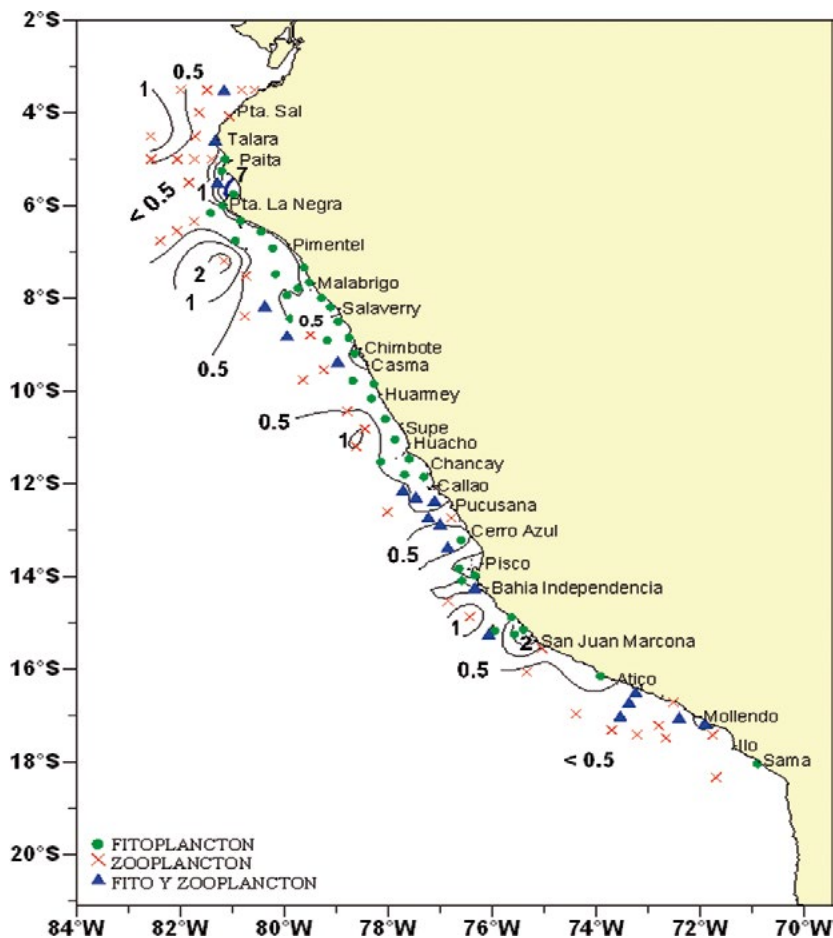 2°S
4°S
6°S
8°S
10°S
12°S
14°S
16°S
18°S
20°S
0.5
1
Pta. Sal
Talara
Paita
7
1
< 0.5
Pta. La Negra
Pimentel
2
1
Malabrigo
Salaverry
0.5
Chimbote
0.5
Casma
Huarmey
0.5
Supe
1
Huacho
Chancay
Callao
Pucusana
Cerro Azul
0.5
Pisco
Bahia Independencia
1
2
San Juan Marcona
0.5
Atico
Mollendo
Ilo
< 0.5
Sama
FITOPLANCTON
ZOOPLANCTON
FITO Y ZOOPLANCTON
84°W 82°W 80°W 78°W 76°W 74°W 72°W 70°W